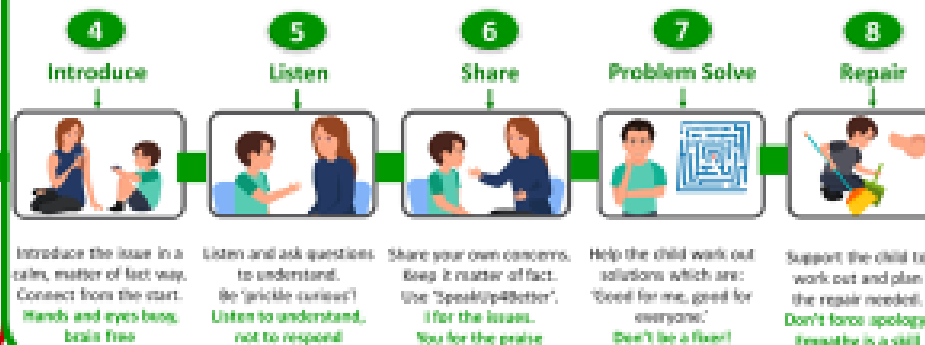 4
Introduce
Introduce the issue in a
calm, matter of fact way.
Connect from the start.
Hands and eyes busy,
brain free
5
Listen
Listen and ask questions
to understand.
Be 'prickle curious'!
Listen to understand,
not to respond
6
Share
Share your own concerns.
Keep it matter of fact.
Use "SpeakUp4Better".
I for the issues.
You for the praise
7
Problem Solve
Help the child work out
solutions which are:
'Good for me, good for
everyone.'
Don't be a fixer!
8
Repair
Support the child to
work out and plan
the repair needed.
Don't force apology
Empathy is a skill